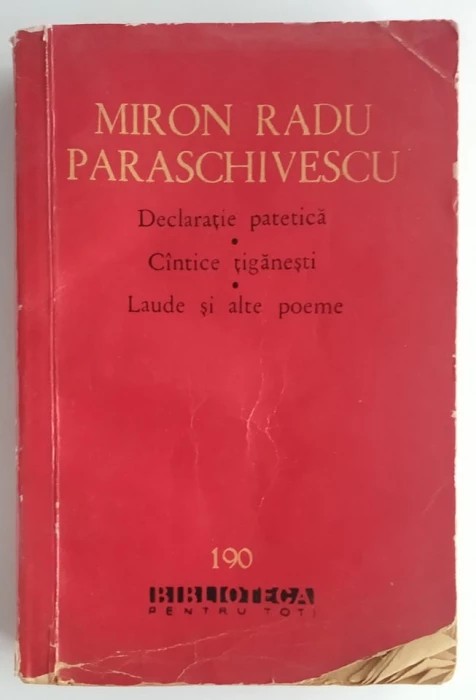 MIRON RADU
PARASCHIVESCU
Declarație patetică
•
Cîntice țigănești
•
Laude și alte poeme
190
BIBLIOTECA
PENTRU TOȚI